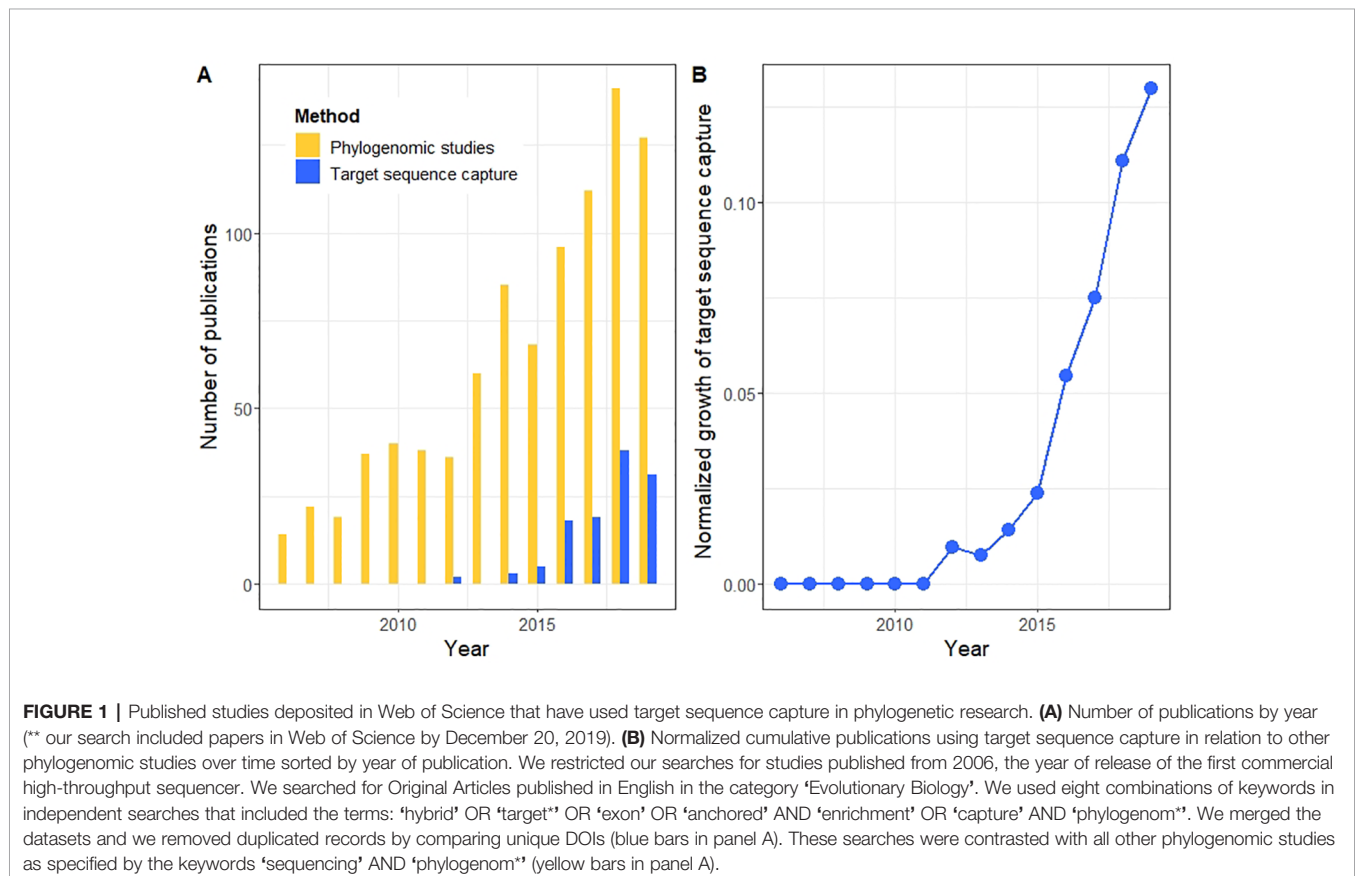 A
Method
Phylogenomic studies
Target sequence capture
Number of publications
100
50
0
2010
2015
Year
B
Normalized growth of target sequence capture
0.10
0.05
0.00
2010
2015
Year
FIGURE 1 | Published studies deposited in Web of Science that have used target sequence capture in phylogenetic research. (A) Number of publications by year
(** our search included papers in Web of Science by December 20, 2019). (B) Normalized cumulative publications using target sequence capture in relation to other
phylogenomic studies over time sorted by year of publication. We restricted our searches for studies published from 2006, the year of release of the first commercial
high-throughput sequencer. We searched for Original Articles published in English in the category ‘Evolutionary Biology’. We used eight combinations of keywords in
independent searches that included the terms: ‘hybrid’ OR ‘target*’ OR ‘exon’ OR ‘anchored’ AND ‘enrichment’ OR ‘capture’ AND ‘phylogenom*’. We merged the
datasets and we removed duplicated records by comparing unique DOIs (blue bars in panel A). These searches were contrasted with all other phylogenomic studies
as specified by the keywords ‘sequencing’ AND ‘phylogenom*’ (yellow bars in panel A).